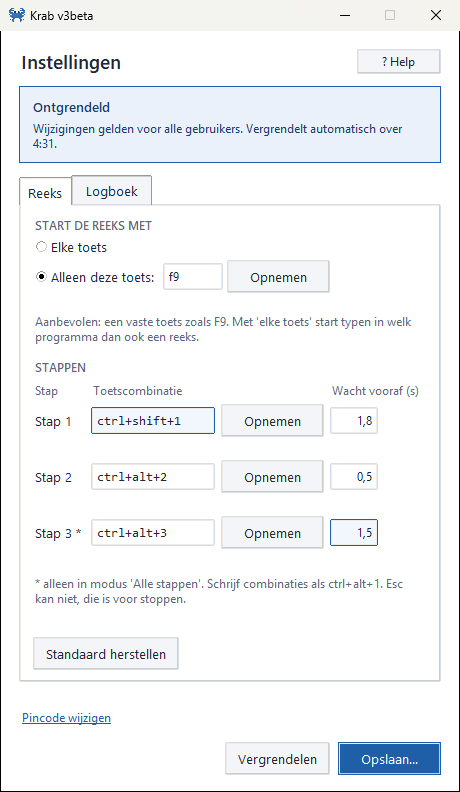 Krab v3beta
Instellingen
? Help
Ontgrendeld
Wijzigingen gelden voor alle gebruikers. Vergrendelt automatisch over
4:31.
Reeks
Logboek
START DE REEKS MET
Elke toets
Alleen deze toets: f9 Opnemen
Aanbevolen: een vaste toets zoals F9. Met 'elke toets' start typen in welk
programma dan ook een reeks.
STAPPEN
Stap Toetscombinatie Wacht vooraf (s)
Stap 1 ctrl+shift+1 Opnemen 1,8
Stap 2 ctrl+alt+2 Opnemen 0,5
Stap 3 * ctrl+alt+3 Opnemen 1,5
* alleen in modus 'Alle stappen'. Schrijf combinaties als ctrl+alt+1. Esc
kan niet, die is voor stoppen.
Standaard herstellen
Pincode wijzigen
Vergrendelen Opslaan...